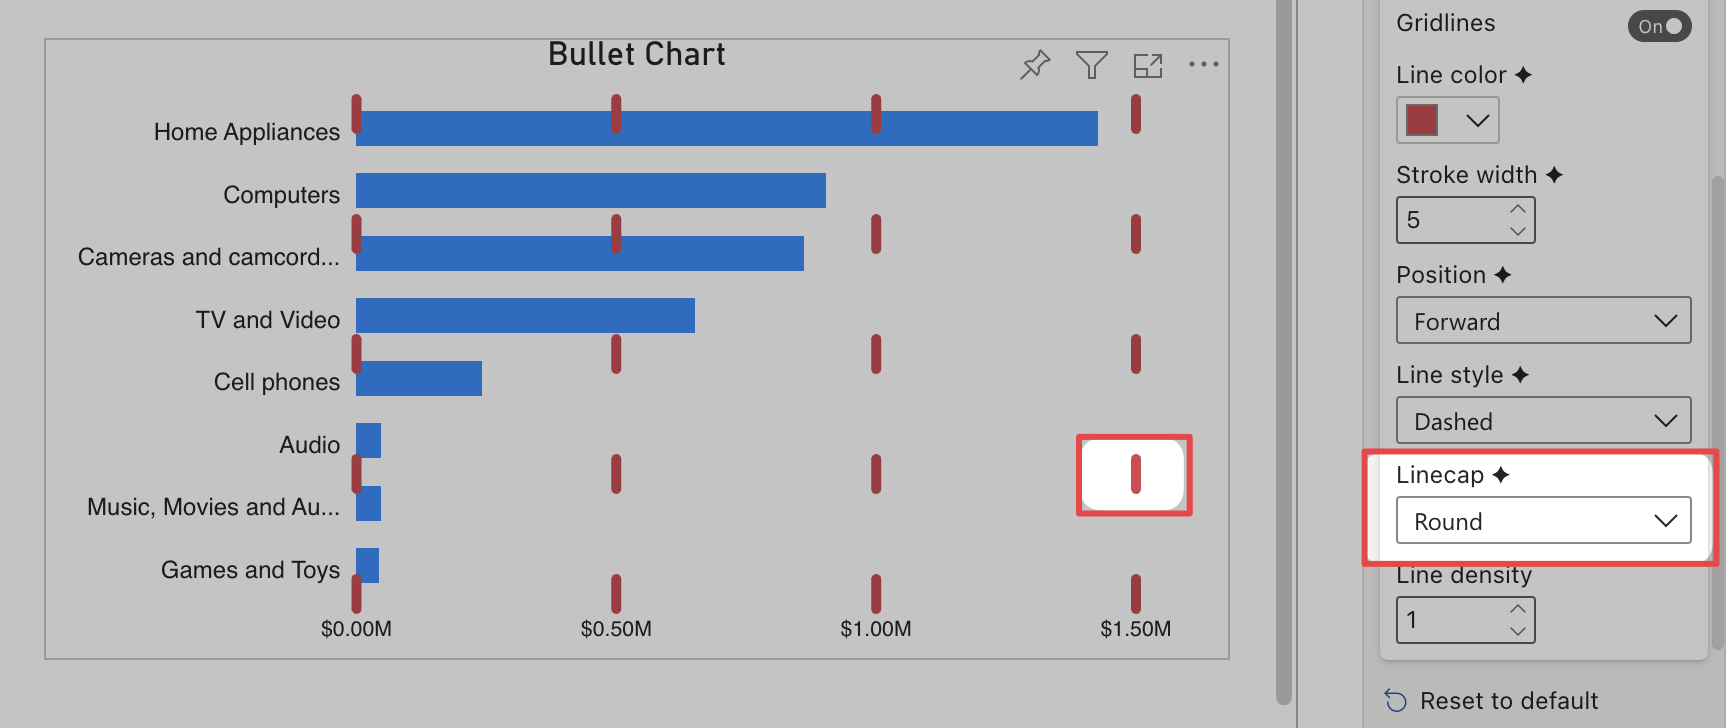 Bullet Chart
Home Appliances
Computers
Cameras and camcord...
TV and Video
Cell phones
Audio
Music, Movies and Au...
Games and Toys
$0.00M $0.50M $1.00M $1.50M
Gridlines
On
Line color
Stroke width
5
Position
Forward
Line style
Dashed
Linecap
Round
Line density
1
Reset to default